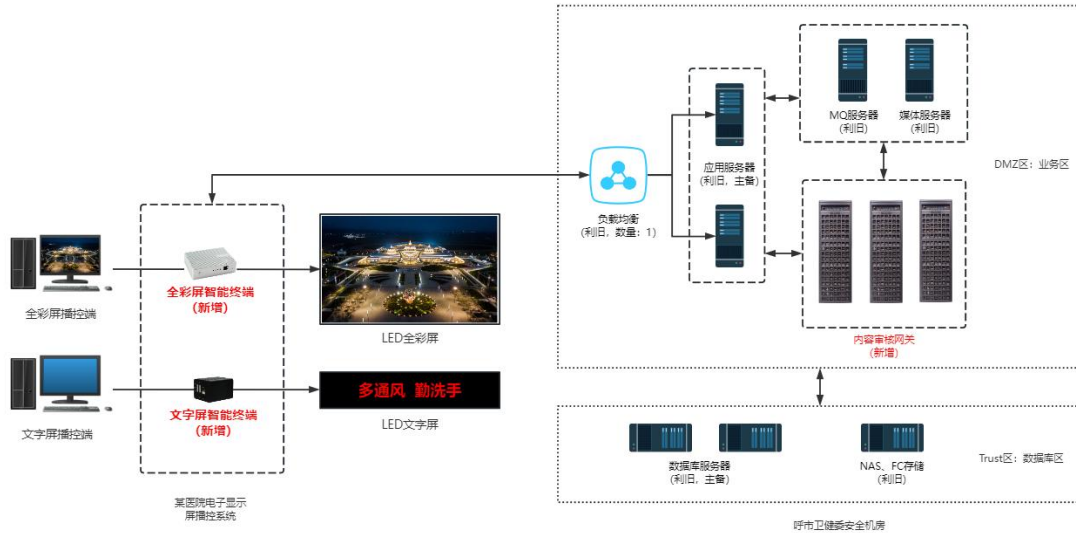 全彩屏播控端
文字屏播控端
全彩屏智能终端
(新增)
文字屏智能终端
(新增)
某医院电子显示
屏播控系统
LED全彩屏
多通风 勤洗手
LED文字屏
负载均衡
(利旧, 数量: 1)
应用服务器
(利旧, 主备)
MQ服务器
(利旧)
媒体服务器
(利旧)
DMZ区: 业务区
内容审核网关
(新增)
数据库服务器
(利旧, 主备)
NAS、FC存储
(利旧)
Trust区: 数据库区
呼市卫健委安全机房